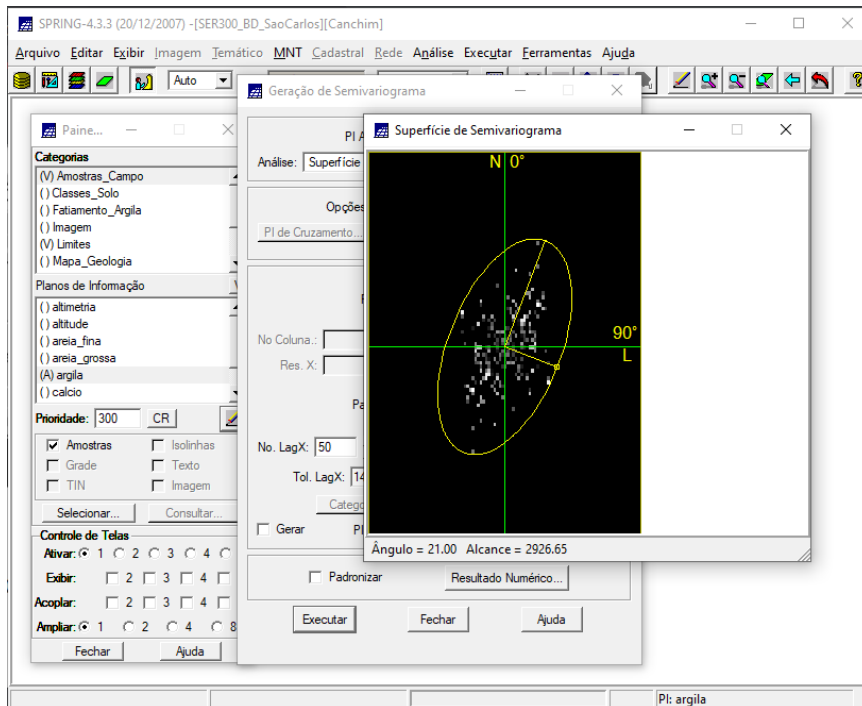 SPRING-4.3.3 (20/12/2007) -[SER300_BD_SaoCarlos][Canchim]
Arquivo Editar Exibir Imagem Temático MNT Cadastral Rede Análise Executar Ferramentas Ajuda
Auto
Geração de Semivariograma
Análise: Superfície
PI de Cruzamento...
No Coluna.:
Res. X:
No. LagX: 50
Tol. LagX:
Gerar
Padronizar
Resultado Numérico...
Executar
Fechar
Ajuda
Paine...
Categorias
(V) Amostras_Campo
( ) Classes_Solo
( ) Fatiamento_Argila
( ) Imagem
(V) Limites
( ) Mapa_Geologia
Planos de Informação
( ) altimetria
( ) altitude
( ) areia_fina
( ) areia_grossa
(A) argila
( ) calcio
Prioridade: 300
CR
Amostras
Isolinhas
Grade
Texto
TIN
Imagem
Selecionar...
Consultar...
Controle de Telas
Ativar: 1 2 3 4
Exibir: 2 3 4
Acoplar: 2 3 4
Ampliar: 1 2 4 8
Fechar
Ajuda
Superfície de Semivariograma
N 0°
90°
L
Ângulo = 21.00 Alcance = 2926.65
PI: argila